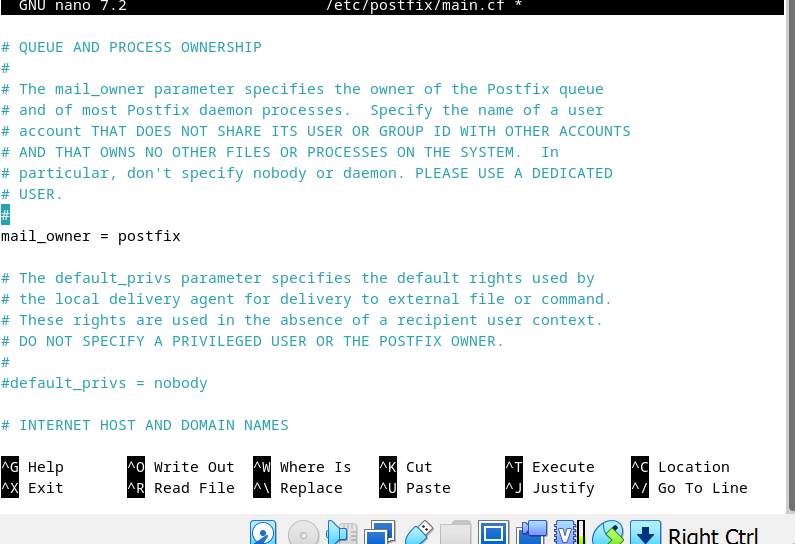 GNU nano 7.2 /etc/postfix/main.cf *
# QUEUE AND PROCESS OWNERSHIP
#
# The mail_owner parameter specifies the owner of the Postfix queue
# and of most Postfix daemon processes.  Specify the name of a user
# account THAT DOES NOT SHARE ITS USER OR GROUP ID WITH OTHER ACCOUNTS
# AND THAT OWNS NO OTHER FILES OR PROCESSES ON THE SYSTEM.  In
# particular, don't specify nobody or daemon. PLEASE USE A DEDICATED
# USER.
#
mail_owner = postfix
# The default_privs parameter specifies the default rights used by
# the local delivery agent for delivery to external file or command.
# These rights are used in the absence of a recipient user context.
# DO NOT SPECIFY A PRIVILEGED USER OR THE POSTFIX OWNER.
#
#default_privs = nobody
# INTERNET HOST AND DOMAIN NAMES
^G Help ^O Write Out ^W Where Is ^K Cut ^T Execute ^C Location
^X Exit ^R Read File ^\ Replace ^U Paste ^J Justify ^/ Go To Line
Right Ctrl